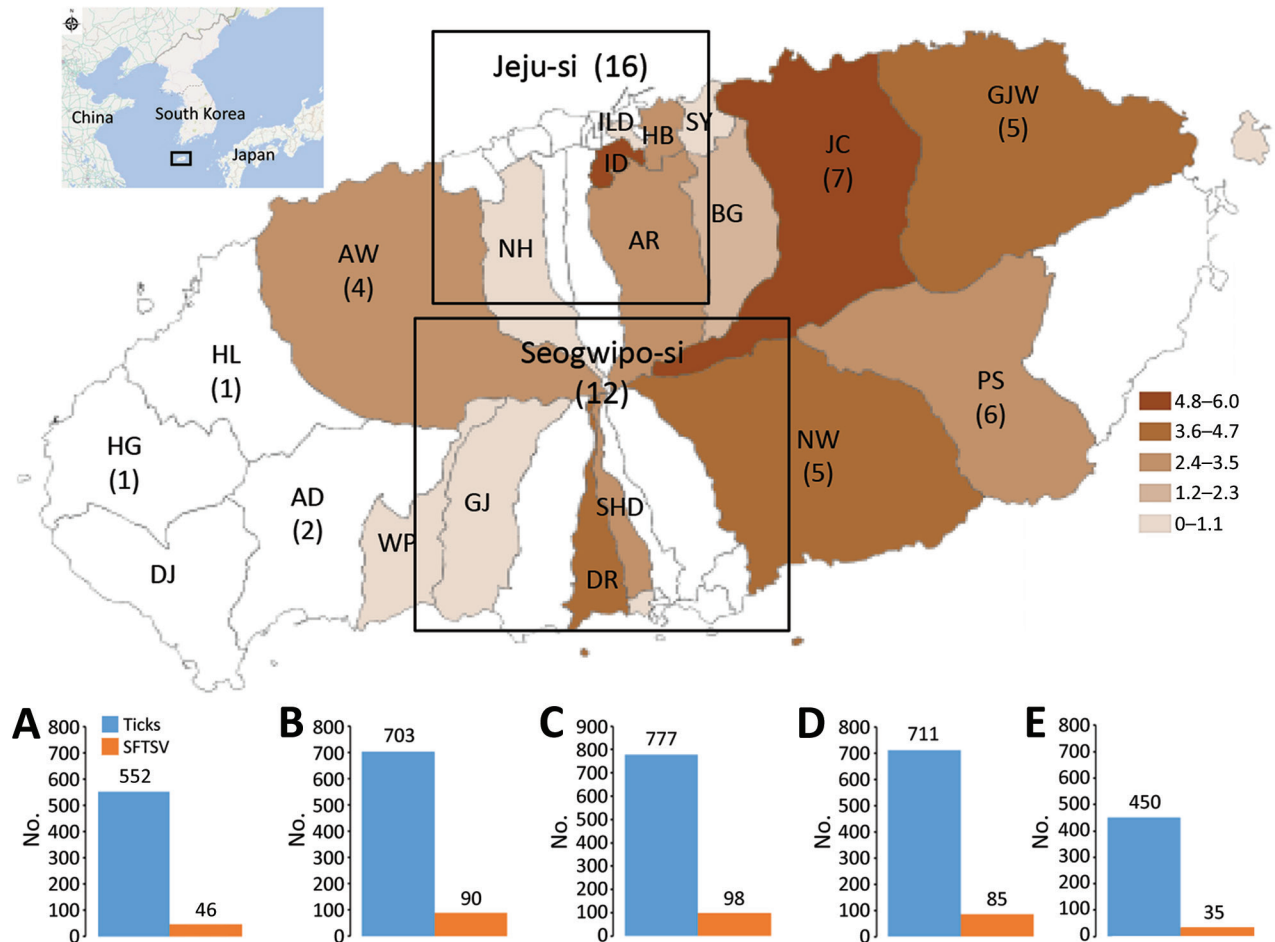 N
China
South Korea
Japan
Jeju-si (16)
ILD
HB
SY
ID
NH
AR
BG
JC
(7)
GJW
(5)
AW
(4)
HL
(1)
HG
(1)
DJ
AD
(2)
WP
GJ
Seogwipo-si
(12)
SHD
DR
NW
(5)
PS
(6)
4.8–6.0
3.6–4.7
2.4–3.5
1.2–2.3
0–1.1
A
Ticks
SFTSV
No.
800
700
600
500
400
300
200
100
0
552
46
B
No.
800
700
600
500
400
300
200
100
0
703
90
C
No.
900
800
700
600
500
400
300
200
100
0
777
98
D
No.
800
700
600
500
400
300
200
100
0
711
85
E
No.
800
700
600
500
400
300
200
100
0
450
35